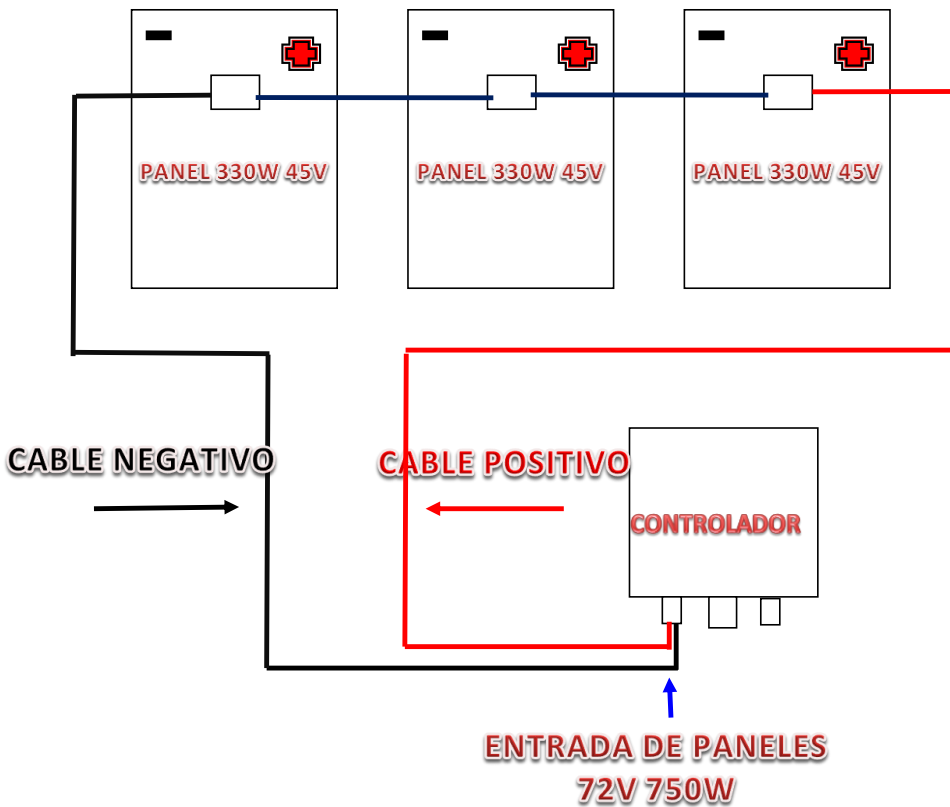 PANEL 330W 45V
PANEL 330W 45V
PANEL 330W 45V
CABLE NEGATIVO
CABLE POSITIVO
CONTROLADOR
ENTRADA DE PANELES
72V 750W